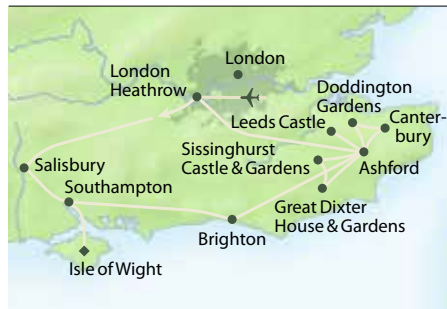 London
London
Heathrow
Doddington
Gardens
Canter-
bury
Leeds Castle
Sissinghurst
Castle & Gardens
Ashford
Salisbury
Southampton
Great Dixter
House & Gardens
Brighton
Isle of Wight